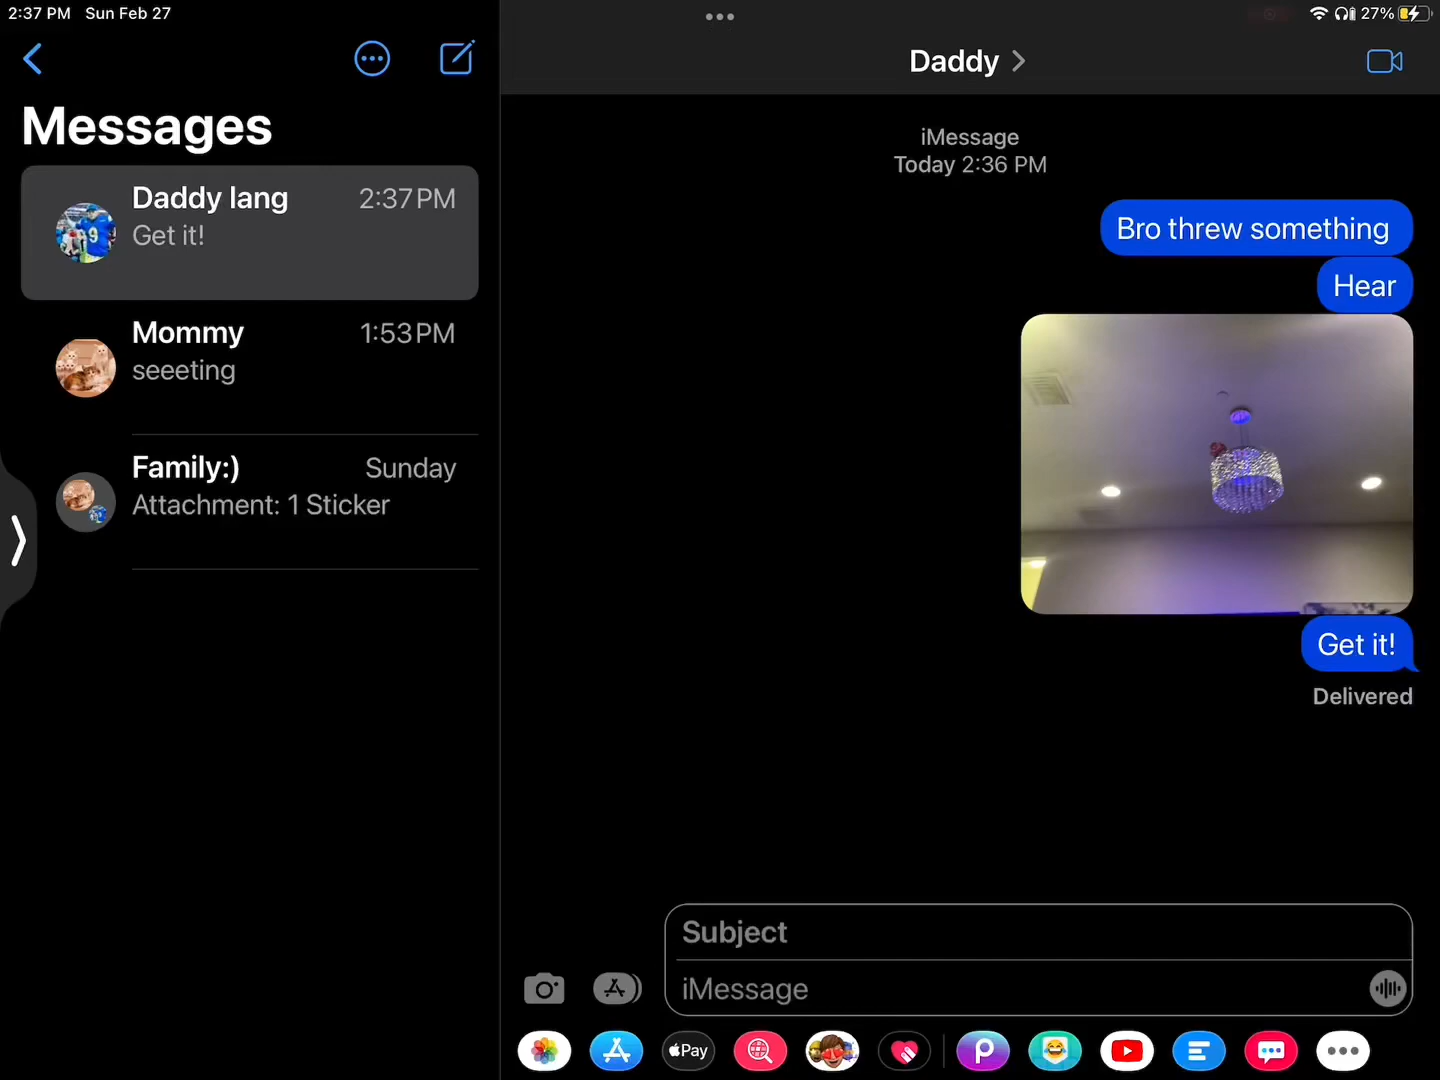 2:37 PM Sun Feb 27
27%
Messages
Daddy lang 2:37 PM
Get it!
Mommy 1:53 PM
seeeting
Family:) Sunday
Attachment: 1 Sticker
Daddy
iMessage
Today 2:36 PM
Bro threw something
Hear
Get it!
Delivered
Subject
iMessage
Pay